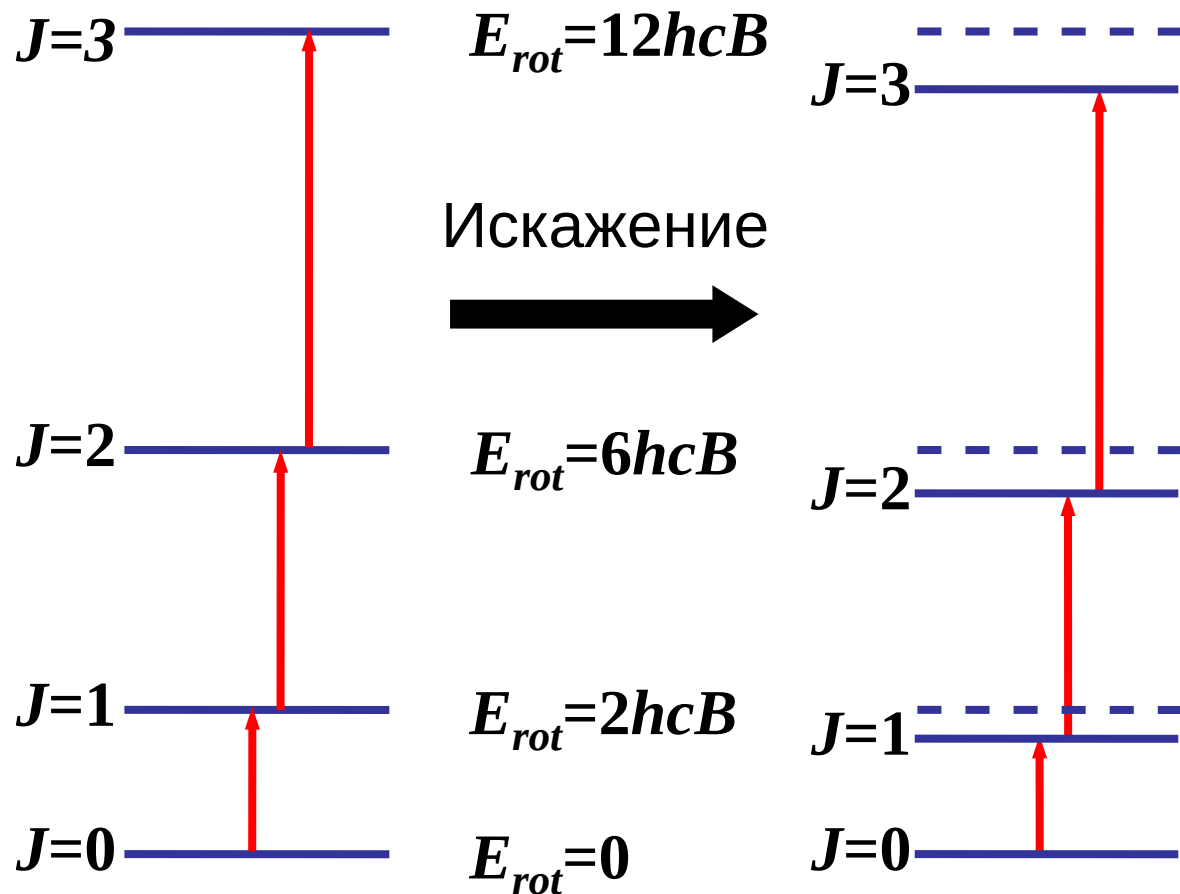 J=3
E_rot=12hcB
J=3
Искажение
J=2
E_rot=6hcB
J=2
J=1
E_rot=2hcB
J=1
J=0
E_rot=0
J=0